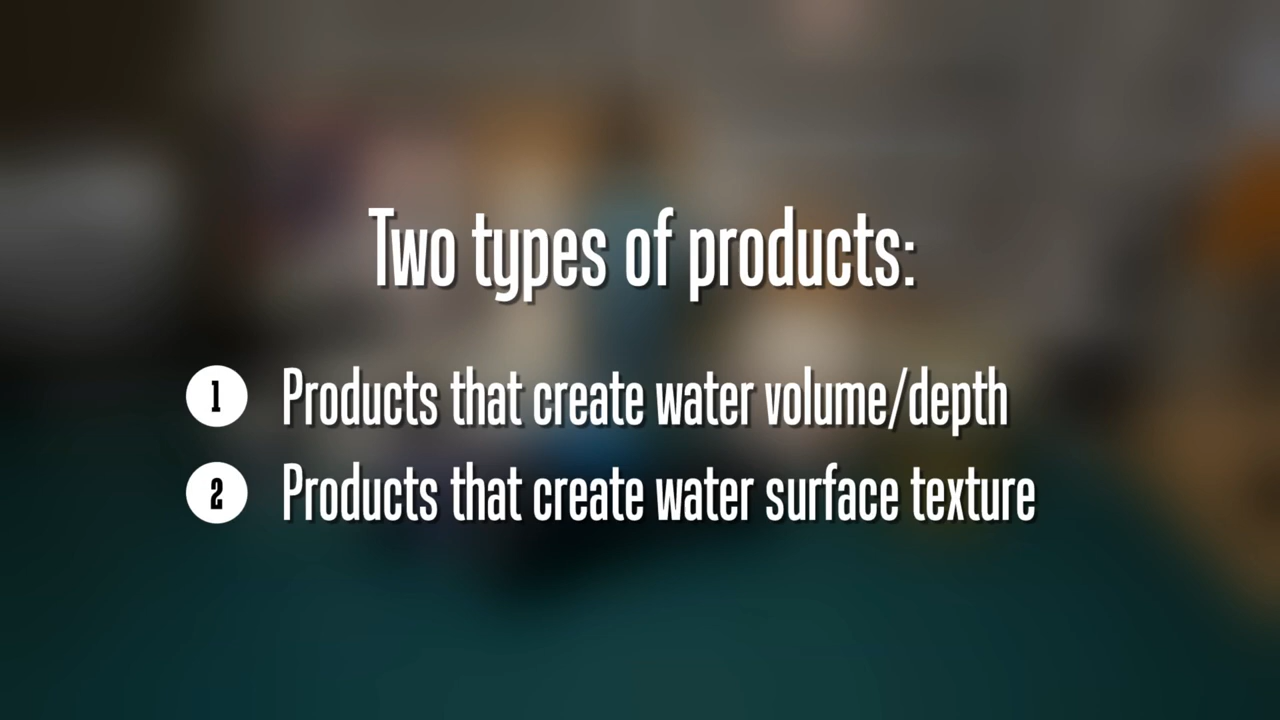 Two types of products:
1 Products that create water volume/depth
2 Products that create water surface texture